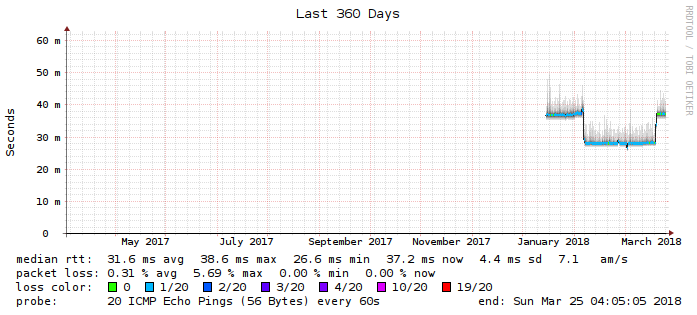 Last 360 Days
RRDTOOL / TOBI OETIKER
Seconds
60 m
50 m
40 m
30 m
20 m
10 m
0
May 2017 July 2017 September 2017 November 2017 January 2018 March 2018
median rtt: 31.6 ms avg 38.6 ms max 26.6 ms min 37.2 ms now 4.4 ms sd 7.1 am/s
packet loss: 0.31 % avg 5.69 % max 0.00 % min 0.00 % now
loss color: 0 1/20 2/20 3/20 4/20 10/20 19/20
probe: 20 ICMP Echo Pings (56 Bytes) every 60s end: Sun Mar 25 04:05:05 2018